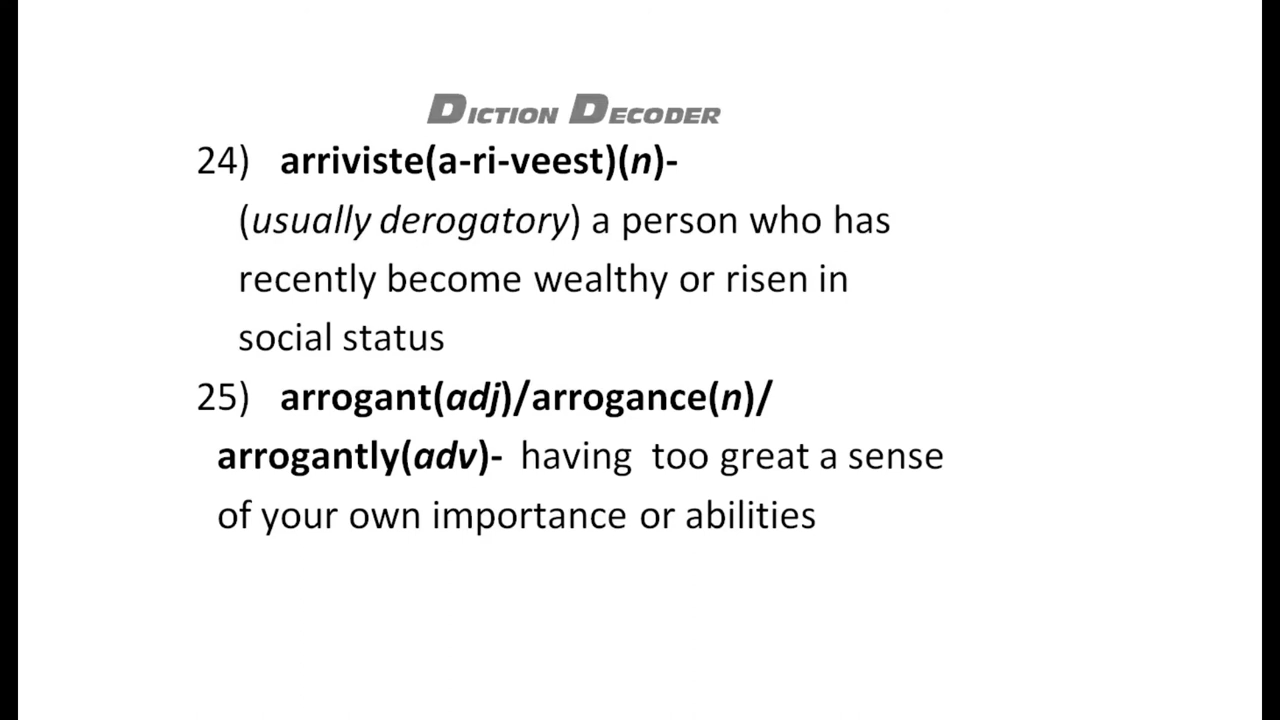 DICTION DECODER
24) arriviste(a-ri-veest)(n)-
(usually derogatory) a person who has
recently become wealthy or risen in
social status
25) arrogant(adj)/arrogance(n)/
arrogantly(adv)- having too great a sense
of your own importance or abilities